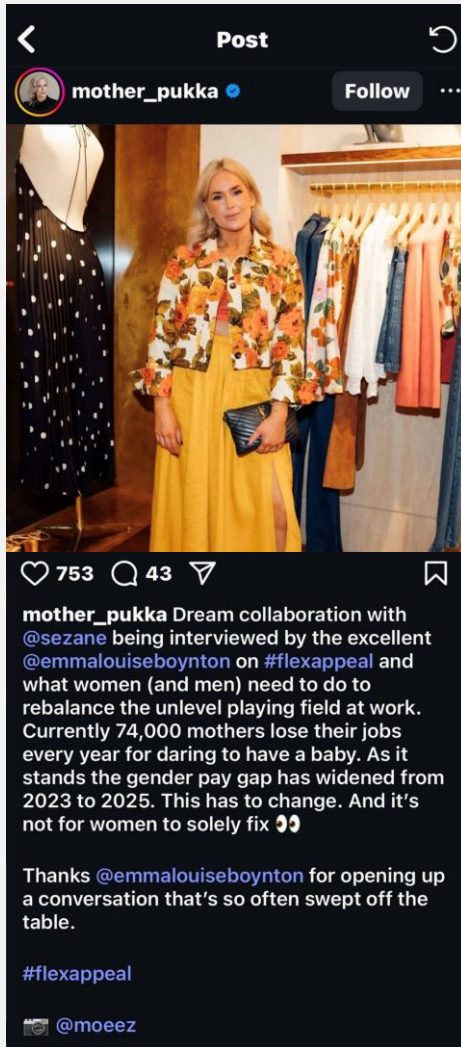 Post
mother_pukka
Follow
753 43
mother_pukka Dream collaboration with
@sezane being interviewed by the excellent
@emmalouiseboynton on #flexappeal and
what women (and men) need to do to
rebalance the unlevel playing field at work.
Currently 74,000 mothers lose their jobs
every year for daring to have a baby. As it
stands the gender pay gap has widened from
2023 to 2025. This has to change. And it's
not for women to solely fix 👀
Thanks @emmalouiseboynton for opening up
a conversation that's so often swept off the
table.
#flexappeal
📷 @moeez